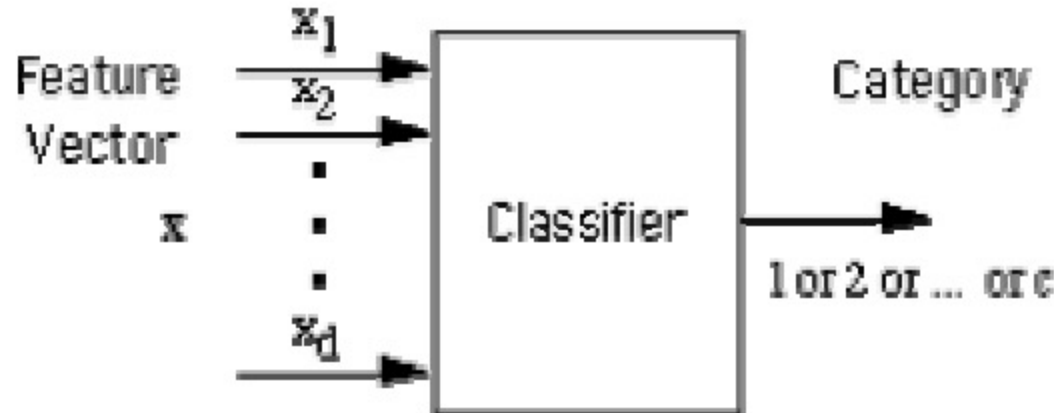 Feature
Vector
x
x1
x2
xd
Classifier
Category
1 or 2 or ... or c